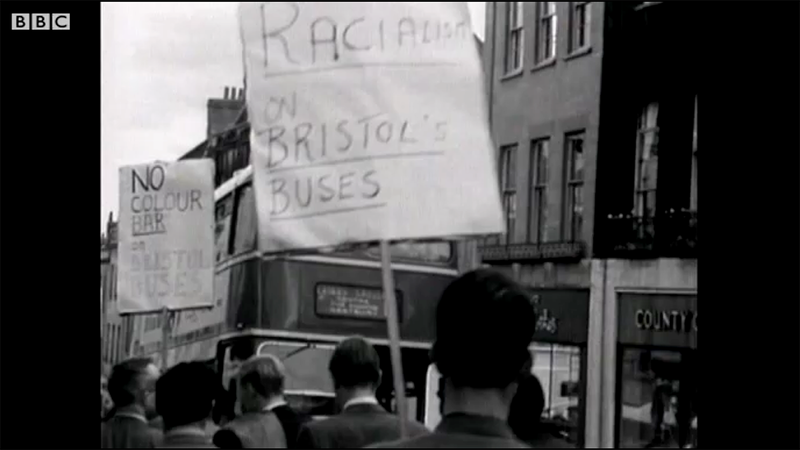 BBC
RACIALISM
ON
BRISTOL'S
BUSES
NO
COLOUR
BAR
ON
BRISTOL
BUSES
COUNTY